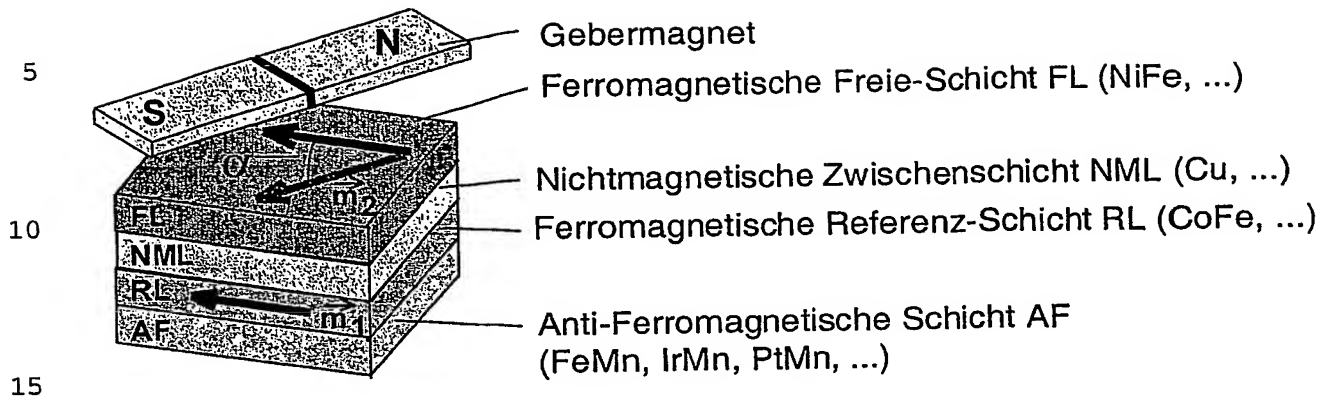 N
Gebermagnet
5
Ferromagnetische Freie-Schicht FL (NiFe, ...)
S
α
m₂
Nichtmagnetische Zwischenschicht NML (Cu, ...)
FL
10
Ferromagnetische Referenz-Schicht RL (CoFe, ...)
NML
RL
m₁
AF
Anti-Ferromagnetische Schicht AF
(FeMn, IrMn, PtMn, ...)
15